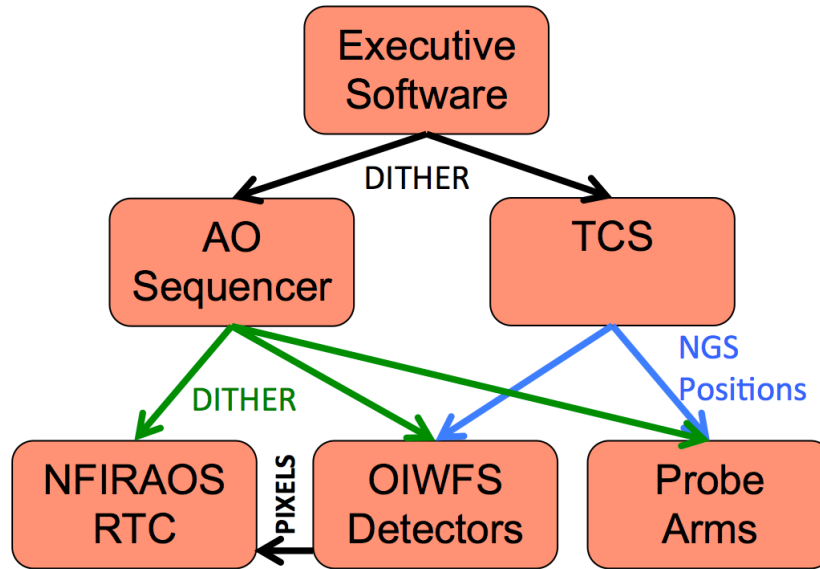 Executive
Software
DITHER
AO
Sequencer
TCS
DITHER
NGS
Positions
NFIRAOS
RTC
PIXELS
OIWFS
Detectors
Probe
Arms